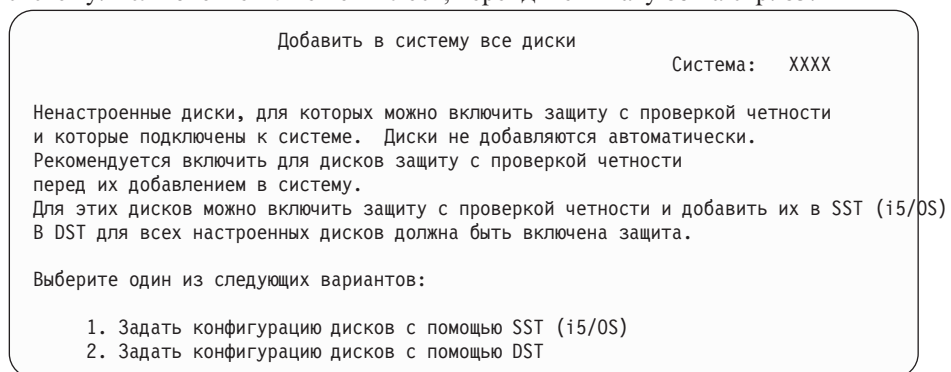 Добавить в систему все диски
Система: XXXX
Ненастроенные диски, для которых можно включить защиту с проверкой четности
и которые подключены к системе. Диски не добавляются автоматически.
Рекомендуется включить для дисков защиту с проверкой четности
перед их добавлением в систему.
Для этих дисков можно включить защиту с проверкой четности и добавить их в SST (i5/OS)
В DST для всех настроенных дисков должна быть включена защита.
Выберите один из следующих вариантов:
1. Задать конфигурацию дисков с помощью SST (i5/OS)
2. Задать конфигурацию дисков с помощью DST